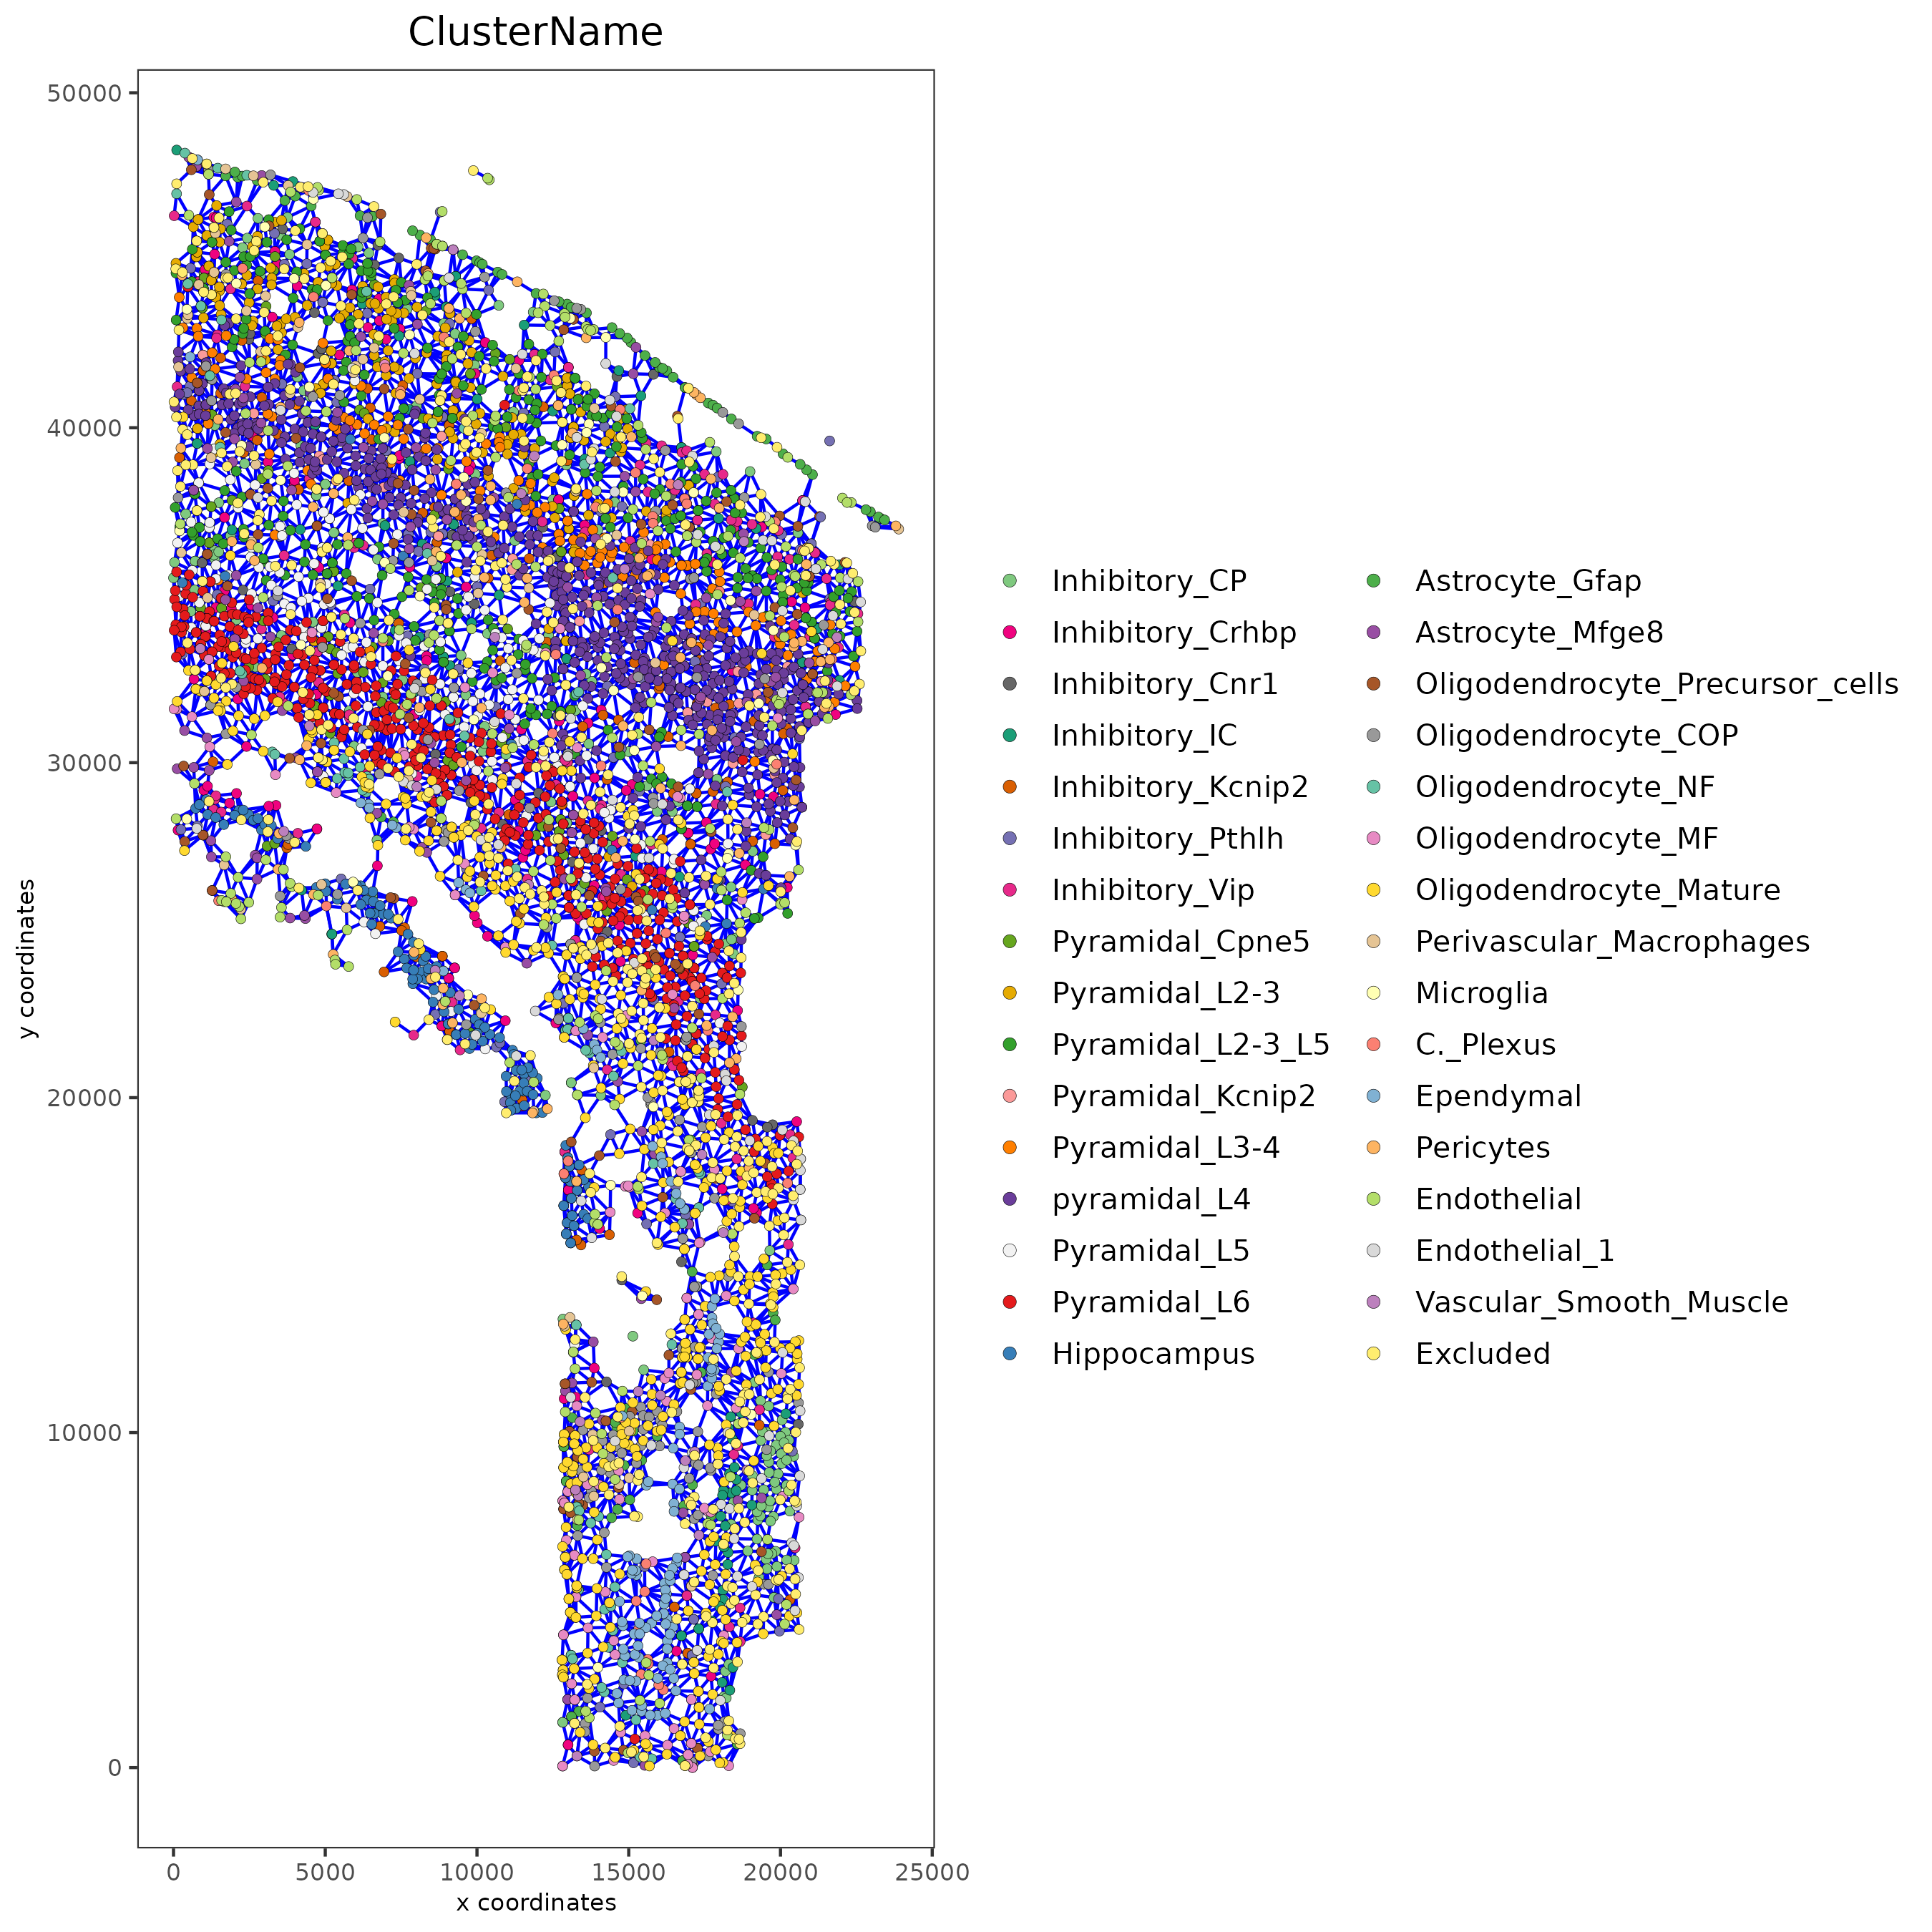 ClusterName
50000
40000
30000
20000
10000
0
y coordinates
0 5000 10000 15000 20000 25000
x coordinates
Inhibitory_CP
Inhibitory_Crhbp
Inhibitory_Cnr1
Inhibitory_IC
Inhibitory_Kcnip2
Inhibitory_Pthlh
Inhibitory_Vip
Pyramidal_Cpne5
Pyramidal_L2-3
Pyramidal_L2-3_L5
Pyramidal_Kcnip2
Pyramidal_L3-4
pyramidal_L4
Pyramidal_L5
Pyramidal_L6
Hippocampus
Astrocyte_Gfap
Astrocyte_Mfge8
Oligodendrocyte_Precursor_cells
Oligodendrocyte_COP
Oligodendrocyte_NF
Oligodendrocyte_MF
Oligodendrocyte_Mature
Perivascular_Macrophages
Microglia
C._Plexus
Ependymal
Pericytes
Endothelial
Endothelial_1
Vascular_Smooth_Muscle
Excluded